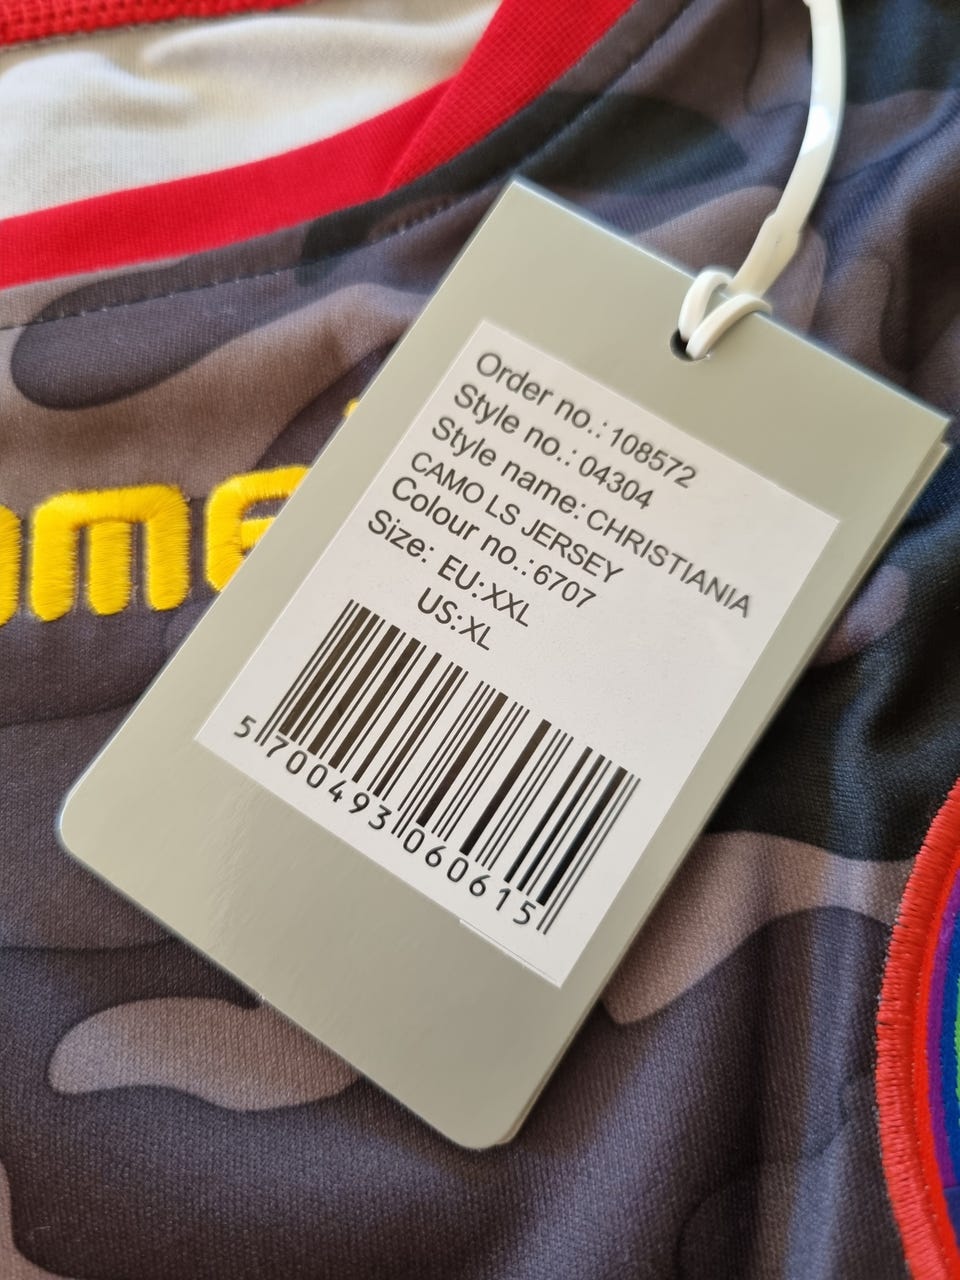 Order no.: 108572
Style no.: 04304
Style name: CHRISTIANIA
CAMO LS JERSEY
Colour no.: 6707
Size: EU:XXL
US:XL
5 700493 060615